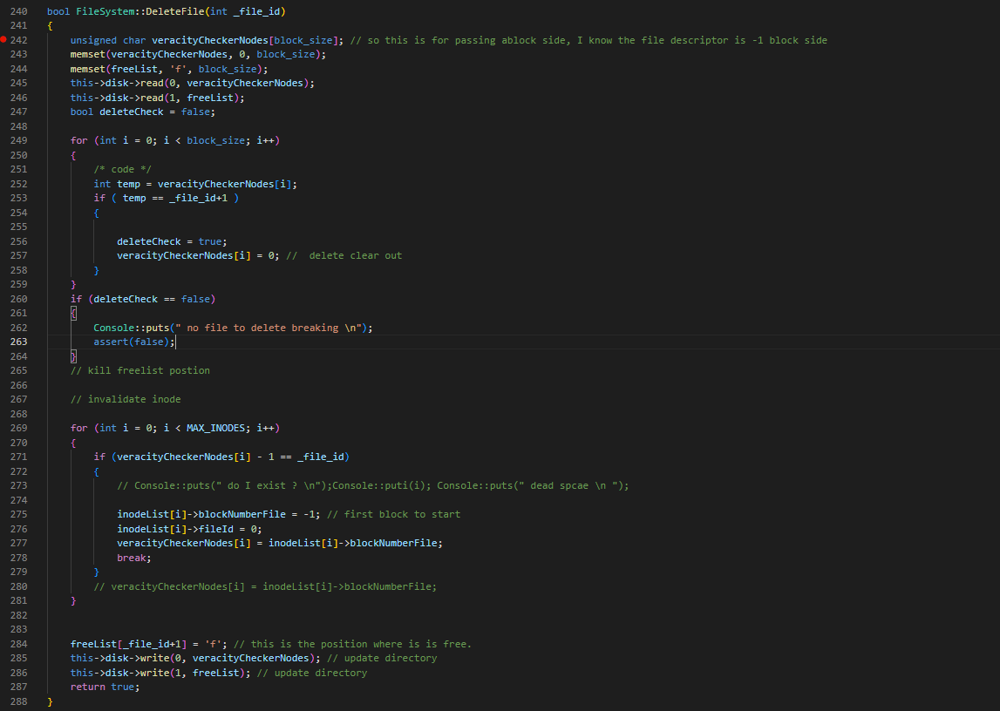 240 bool FileSystem::DeleteFile(int _file_id)
241 {
242     unsigned char veracityCheckerNodes[block_size]; // so this is for passing ablock side, I know the file descriptor is -1 block side
243     memset(veracityCheckerNodes, 0, block_size);
244     memset(freeList, 'f', block_size);
245     this->disk->read(0, veracityCheckerNodes);
246     this->disk->read(1, freeList);
247     bool deleteCheck = false;
248
249     for (int i = 0; i < block_size; i++)
250     {
251         /* code */
252         int temp = veracityCheckerNodes[i];
253         if ( temp == _file_id+1 )
254         {
255
256             deleteCheck = true;
257             veracityCheckerNodes[i] = 0; //  delete clear out
258         }
259     }
260     if (deleteCheck == false)
261     {
262         Console::puts(" no file to delete breaking \n");
263         assert(false);
264     }
265     // kill freelist postion
266
267     // invalidate inode
268
269     for (int i = 0; i < MAX_INODES; i++)
270     {
271         if (veracityCheckerNodes[i] - 1 == _file_id)
272         {
273             // Console::puts(" do I exist ? \n");Console::puti(i); Console::puts(" dead spcae \n ");
274
275             inodeList[i]->blockNumberFile = -1; // first block to start
276             inodeList[i]->fileId = 0;
277             veracityCheckerNodes[i] = inodeList[i]->blockNumberFile;
278             break;
279         }
280         // veracityCheckerNodes[i] = inodeList[i]->blockNumberFile;
281     }
282
283
284     freeList[_file_id+1] = 'f'; // this is the position where is is free.
285     this->disk->write(0, veracityCheckerNodes); // update directory
286     this->disk->write(1, freeList); // update directory
287     return true;
288 }